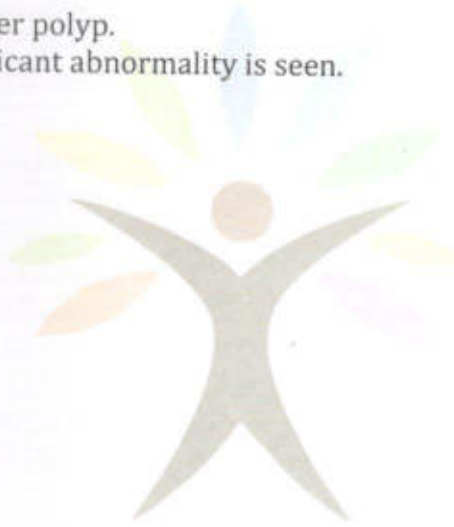 er polyp.
icant abnormality is seen.